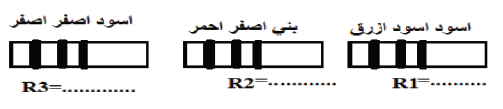 اسود اسود ازرق
بني اصفر احمر
اسود اصفر اصفر
R1=..........
R2=...........
R3=.............